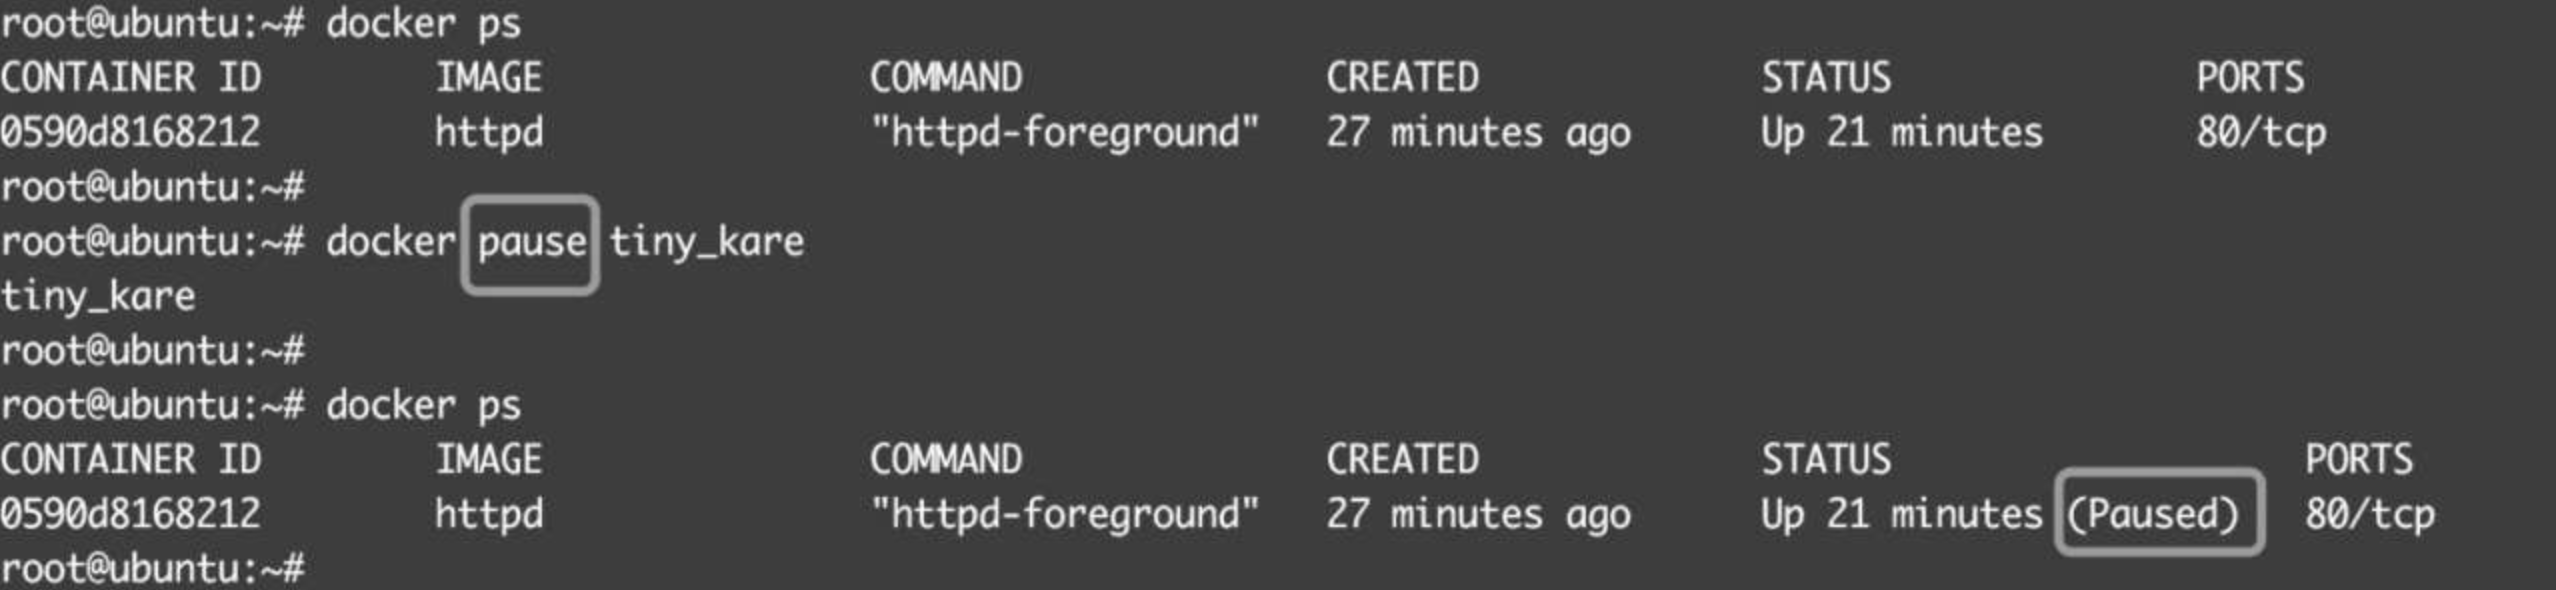 root@ubuntu:~# docker ps
CONTAINER ID IMAGE COMMAND CREATED STATUS PORTS
0590d8168212 httpd "httpd-foreground" 27 minutes ago Up 21 minutes 80/tcp
root@ubuntu:~#
root@ubuntu:~# docker pause tiny_kare
tiny_kare
root@ubuntu:~#
root@ubuntu:~# docker ps
CONTAINER ID IMAGE COMMAND CREATED STATUS PORTS
0590d8168212 httpd "httpd-foreground" 27 minutes ago Up 21 minutes (Paused) 80/tcp
root@ubuntu:~#